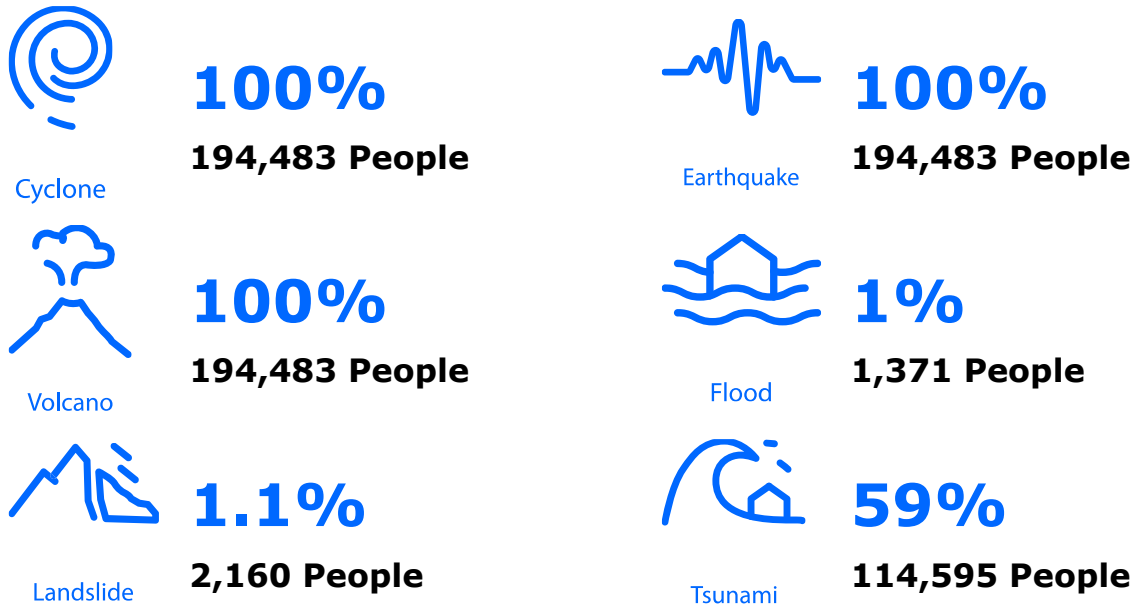 100%
194,483 People
Cyclone
100%
194,483 People
Earthquake
100%
194,483 People
Volcano
1%
1,371 People
Flood
1.1%
2,160 People
Landslide
59%
114,595 People
Tsunami